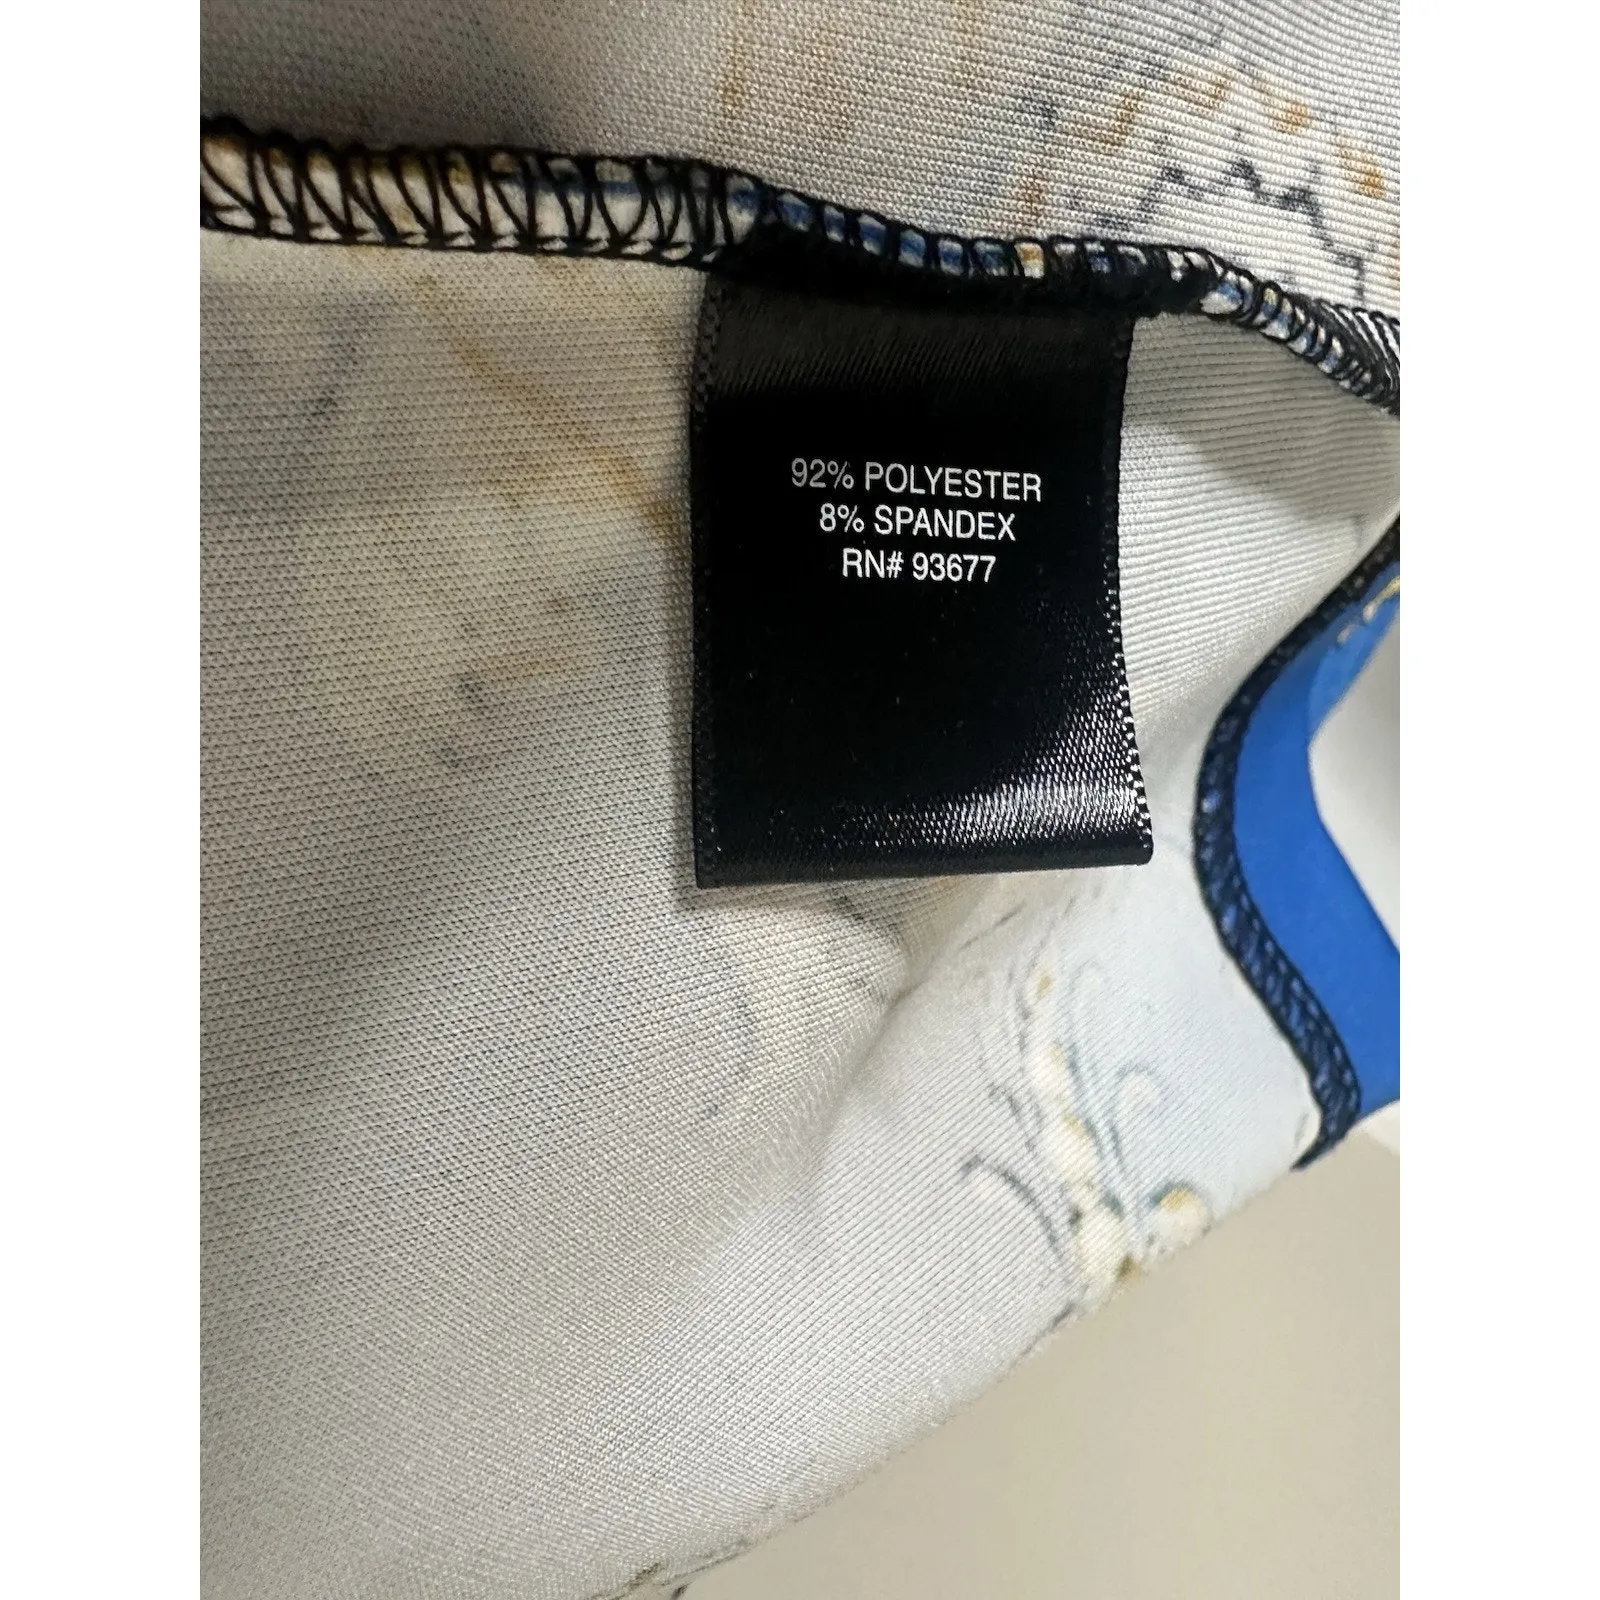 92% POLYESTER
8% SPANDEX
RN# 93677